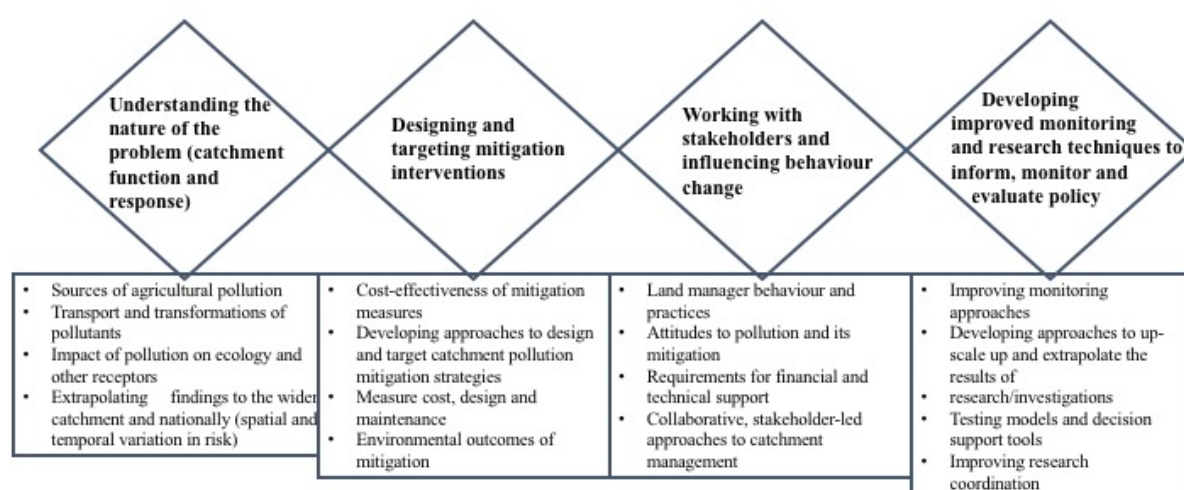 Understanding the
nature of the
problem (catchment
function and
response)
Designing and
targeting mitigation
interventions
Working with
stakeholders and
influencing behaviour
change
Developing
improved monitoring
and research techniques to
inform, monitor and
evaluate policy
• Sources of agricultural pollution
• Transport and transformations of
pollutants
• Impact of pollution on ecology and
other receptors
• Extrapolating findings to the wider
catchment and nationally (spatial and
temporal variation in risk)
• Cost-effectiveness of mitigation
measures
• Developing approaches to design
and target catchment pollution
mitigation strategies
• Measure cost, design and
maintenance
• Environmental outcomes of
mitigation
• Land manager behaviour and
practices
• Attitudes to pollution and its
mitigation
• Requirements for financial and
technical support
• Collaborative, stakeholder-led
approaches to catchment
management
• Improving monitoring
approaches
• Developing approaches to up-
scale up and extrapolate the
results of
• research/investigations
• Testing models and decision
support tools
• Improving research
coordination